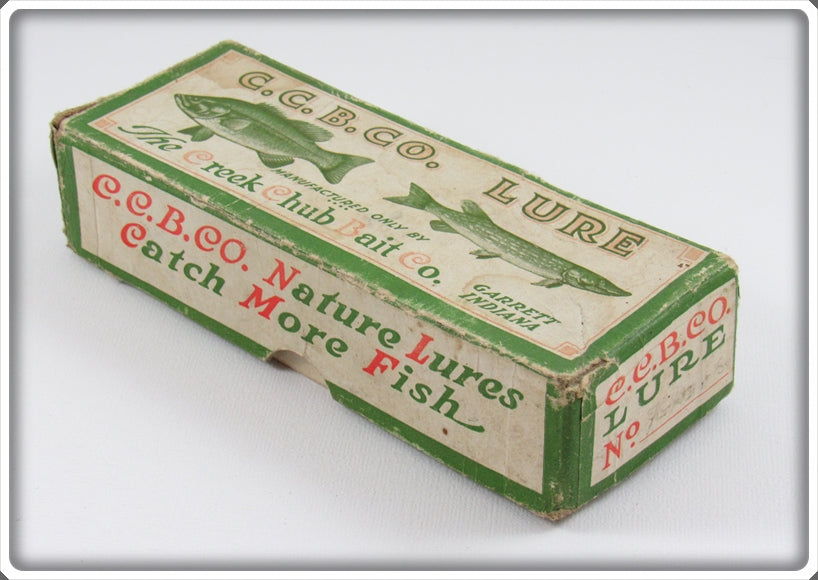 C.C.B.CO. LURE
MANUFACTURED ONLY BY
The Creek Chub Bait Co.
GARRETT
INDIANA
C.C.B.CO. Nature Lures
Catch More Fish
C.C.B.CO.
LURE
No